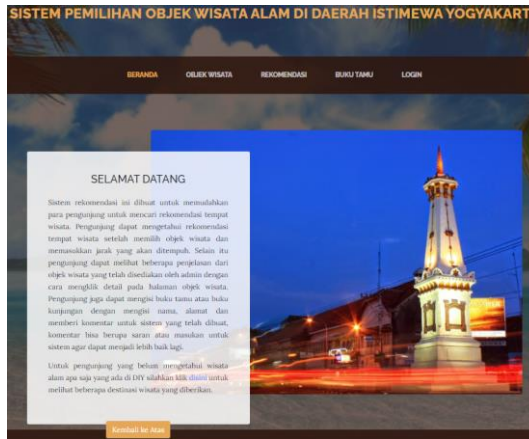 SISTEM PEMILIHAN OBJEK WISATA ALAM DI DAERAH ISTIMEWA YOGYAKART
BERANDA OBJEK WISATA REKOMENDASI BUKU TAMU LOGIN
SELAMAT DATANG
Sistem rekomendasi ini dibuat untuk memudahkan
para pengunjung untuk mencari rekomendasi tempat
wisata. Pengunjung dapat mengetahui rekomendasi
tempat wisata setelah memilih objek wisata dan
memasukkan jarak yang akan ditempuh. Selain itu
pengunjung dapat melihat beberapa penjelasan dari
objek wisata yang telah disediakan oleh admin dengan
cara mengklik detail pada halaman objek wisata.
Pengunjung juga dapat mengisi buku tamu atau buku
kunjungan dengan mengisi nama, alamat dan
memberi komentar untuk sistem yang telah dibuat,
komentar bisa berupa saran atau masukan untuk
sistem agar dapat menjadi lebih baik lagi.
Untuk pengunjung yang belum mengetahui wisata
alam apa saja yang ada di DIY silahkan klik disini untuk
melihat beberapa destinasi wisata yang diberikan.
Kembali ke Atas